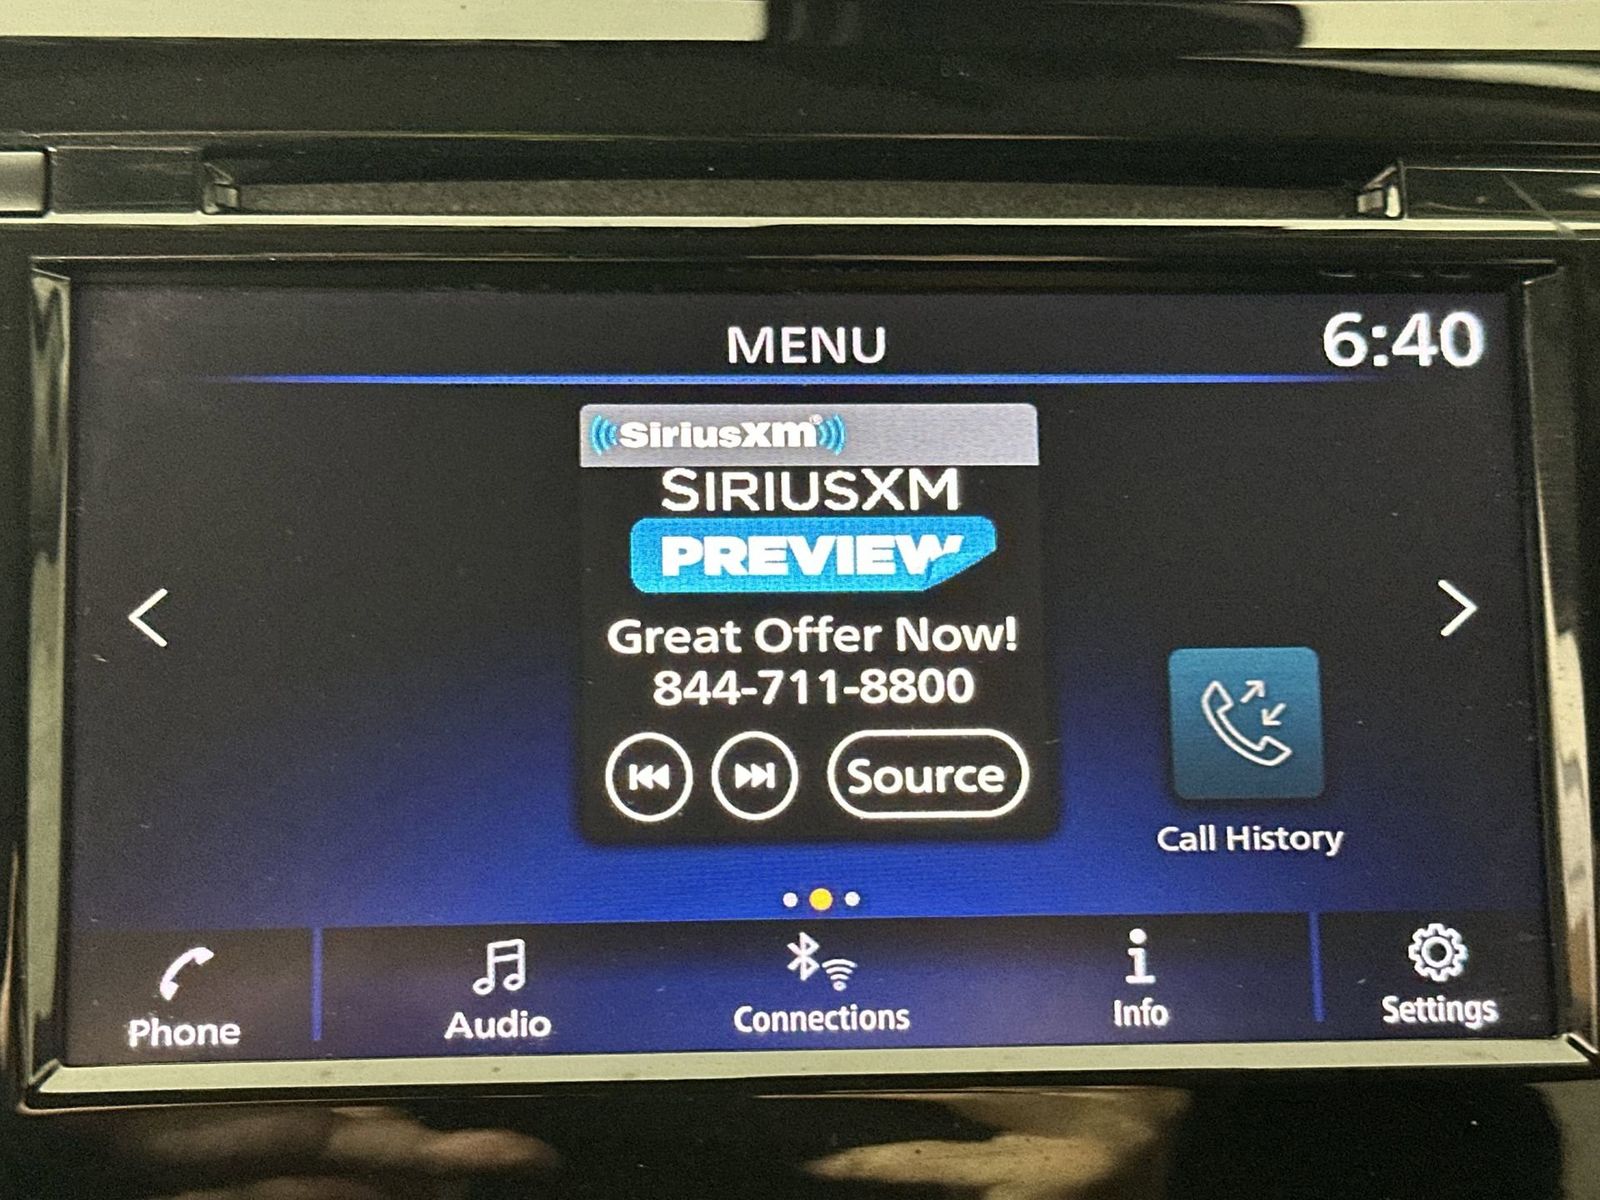 MENU
6:40
SiriusXM
SIRIUSXM
PREVIEW
Great Offer Now!
844-711-8800
Source
Call History
Phone
Audio
Connections
Info
Settings